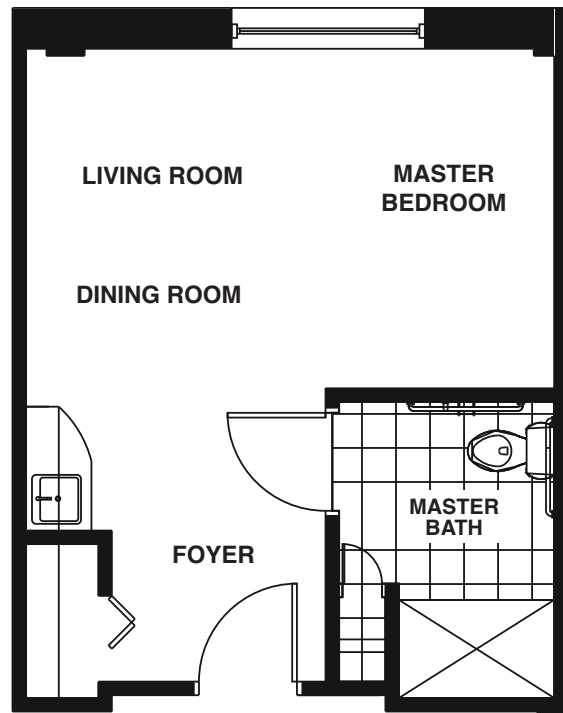 LIVING ROOM
MASTER
BEDROOM
DINING ROOM
MASTER
BATH
FOYER